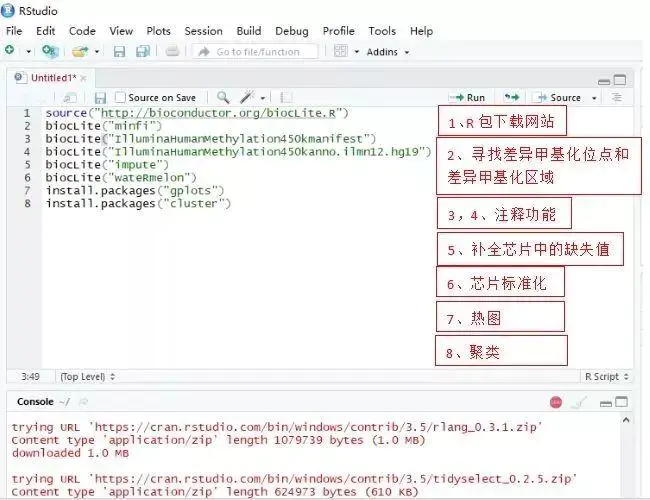 RStudio
File Edit Code View Plots Session Build Debug Profile Tools Help
Go to file/function Addins
Untitled1*
Source on Save Run Source
1 source("http://bioconductor.org/biocLite.R")
2 biocLite("minfi")
3 biocLite("IlluminaHumanMethylation450kmanifest")
4 biocLite("IlluminaHumanMethylation450kanno.ilmn12.hg19")
5 biocLite("impute")
6 biocLite("wateRmelon")
7 install.packages("gplots")
8 install.packages("cluster")
1、R 包下载网站
2、寻找差异甲基化位点和
差异甲基化区域
3，4、注释功能
5、补全芯片中的缺失值
6、芯片标准化
7、热图
8、聚类
3:49 (Top Level) R Script
Console ~/
trying URL 'https://cran.rstudio.com/bin/windows/contrib/3.5/rlang_0.3.1.zip'
Content type 'application/zip' length 1079739 bytes (1.0 MB)
downloaded 1.0 MB
trying URL 'https://cran.rstudio.com/bin/windows/contrib/3.5/tidyselect_0.2.5.zip'
Content type 'application/zip' length 624973 bytes (610 KB)